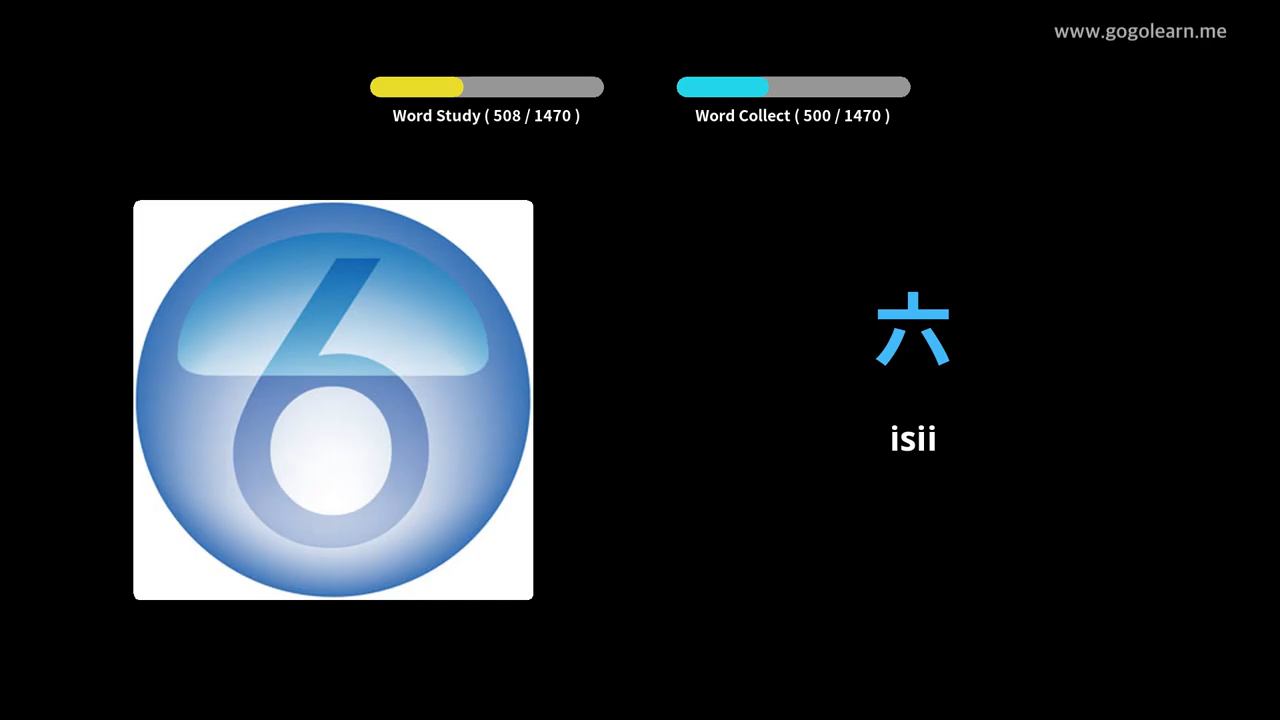 www.gogolearn.me
Word Study ( 508 / 1470 )
Word Collect ( 500 / 1470 )
6
六
isii